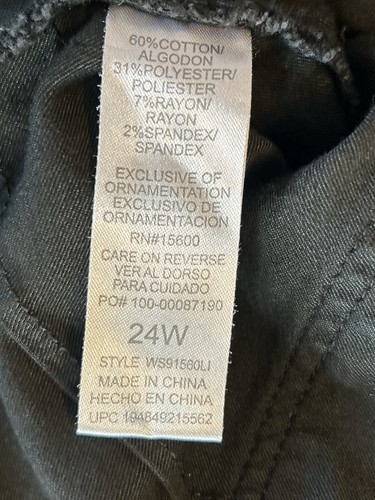 60%COTTON/
ALGODON
31%POLYESTER/
POLIESTER
7%RAYON/
RAYON
2%SPANDEX/
SPANDEX
EXCLUSIVE OF
ORNAMENTATION
EXCLUSIVO DE
ORNAMENTACION
RN#15600
CARE ON REVERSE
VER AL DORSO
PARA CUIDADO
PO# 100-00087190
24W
STYLE WS91560LI
MADE IN CHINA
HECHO EN CHINA
UPC 194849215562